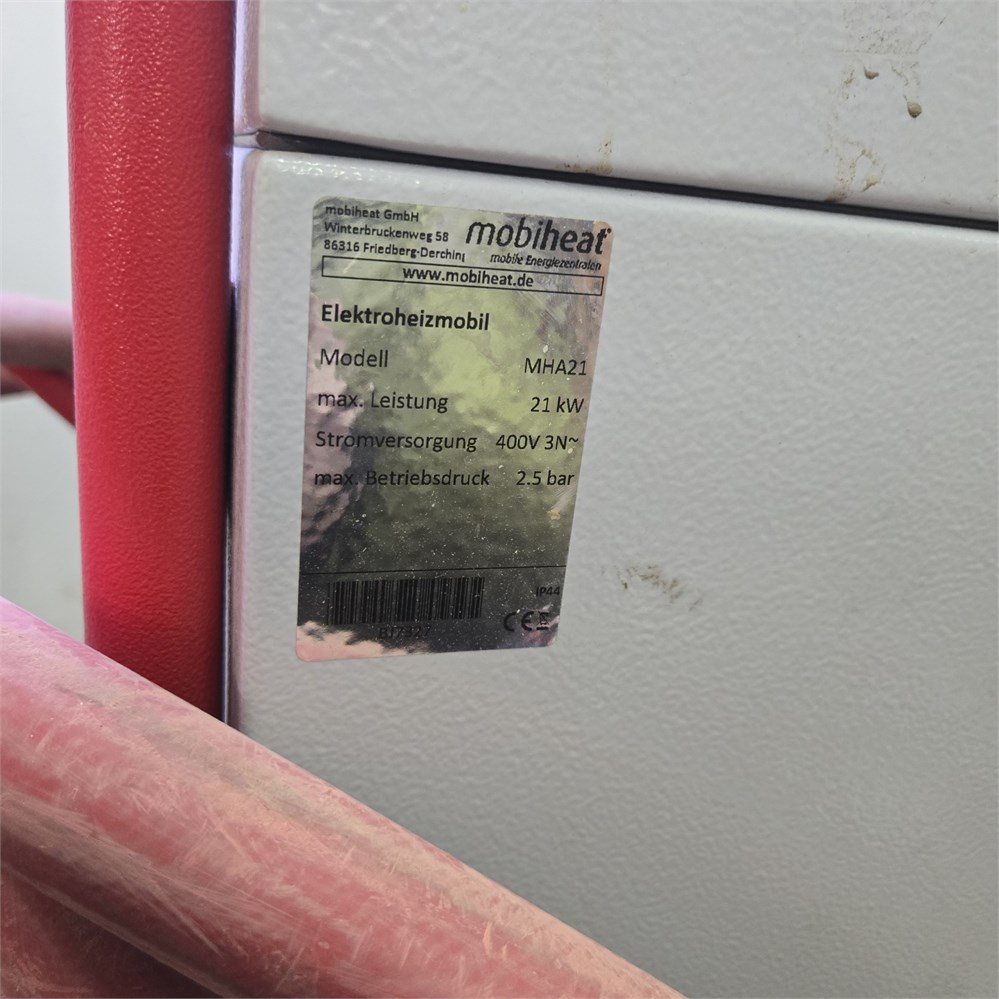 mobiheat GmbH
Winterbruckenweg 58
86316 Friedberg-Derching
mobiheat
mobile Energiezentralen
www.mobiheat.de
Elektroheizmobil
Modell MHA21
max. Leistung 21 kW
Stromversorgung 400V 3N~
max. Betriebsdruck 2.5 bar
IP44
BJ7327
CE